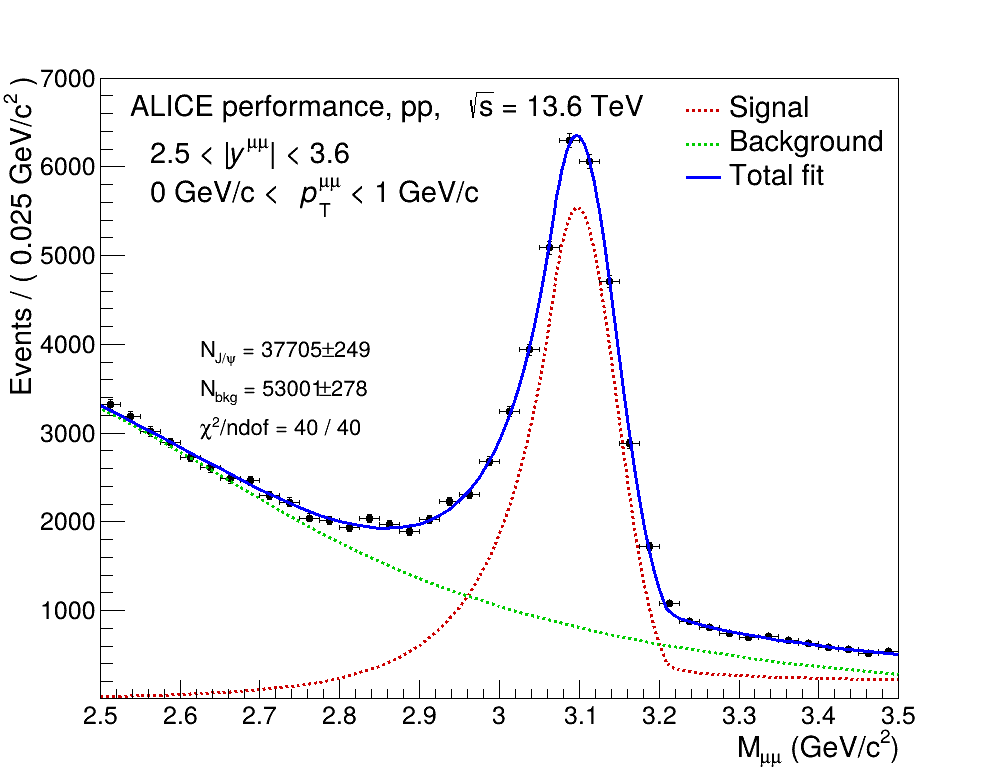 ALICE performance, pp, √s = 13.6 TeV
2.5 < |y^μμ| < 3.6
0 GeV/c < p_T^μμ < 1 GeV/c
Signal
Background
Total fit
N_J/ψ = 37705±249
N_bkg = 53001±278
χ²/ndof = 40 / 40
Events / ( 0.025 GeV/c² )
7000
6000
5000
4000
3000
2000
1000
2.5 2.6 2.7 2.8 2.9 3 3.1 3.2 3.3 3.4 3.5
M_μμ (GeV/c²)